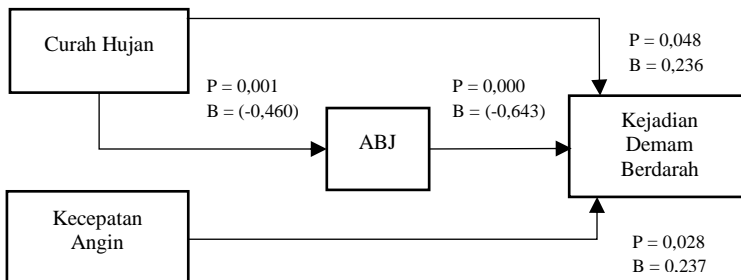 Curah Hujan
P = 0,048
B = 0,236
P = 0,001
B = (-0,460)
P = 0,000
B = (-0,643)
ABJ
Kejadian
Demam
Berdarah
Kecepatan
Angin
P = 0,028
B = 0,237